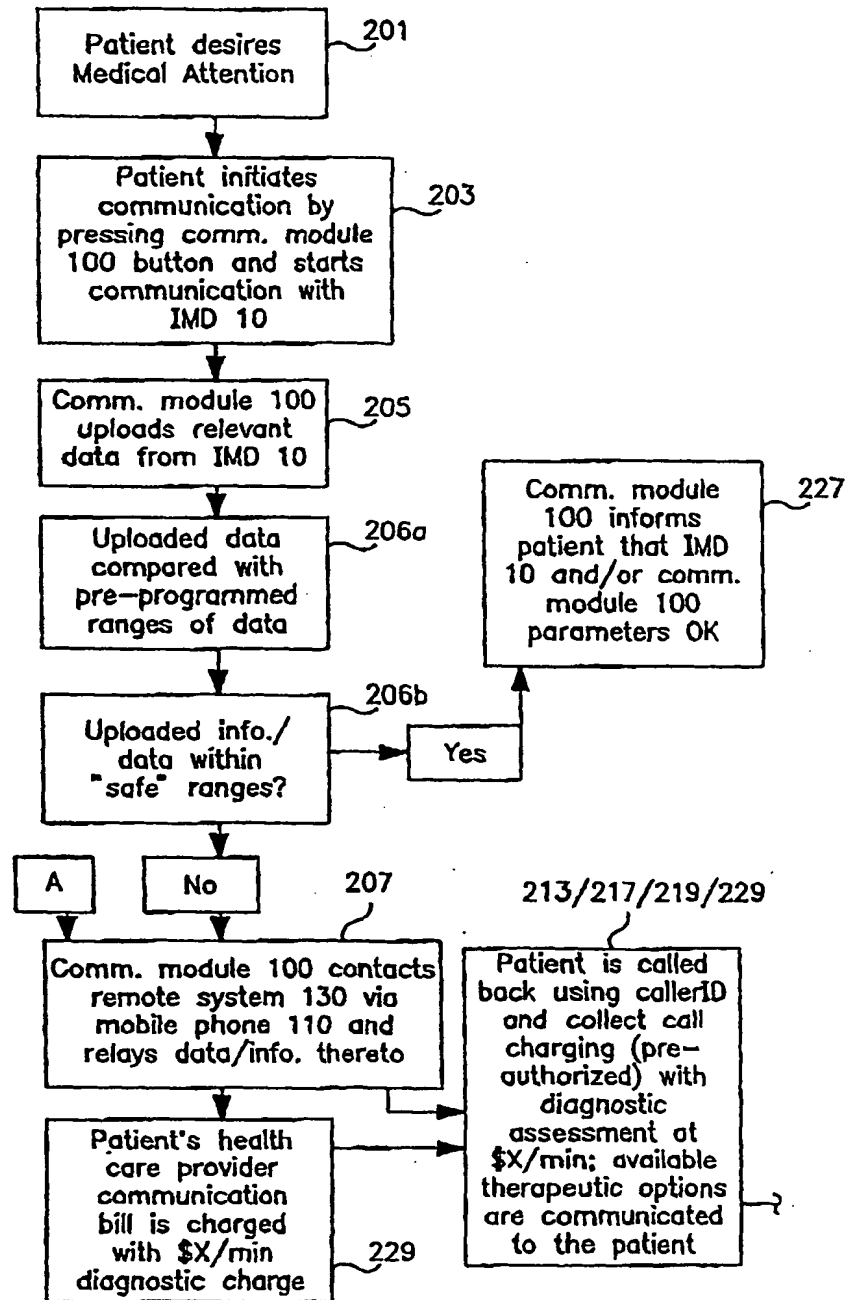 Patient desires
Medical Attention
201
Patient initiates
communication by
pressing comm. module
100 button and starts
communication with
IMD 10
203
Comm. module 100
uploads relevant
data from IMD 10
205
Uploaded data
compared with
pre-programmed
ranges of data
206a
Comm. module
100 informs
patient that IMD
10 and/or comm.
module 100
parameters OK
227
Uploaded info./
data within
"safe" ranges?
206b
Yes
A
No
207
Comm. module 100 contacts
remote system 130 via
mobile phone 110 and
relays data/info. thereto
213/217/219/229
Patient is called
back using callerID
and collect call
charging (pre-
authorized) with
diagnostic
assessment at
$X/min; available
therapeutic options
are communicated
to the patient
Patient's health
care provider
communication
bill is charged
with $X/min
diagnostic charge
229